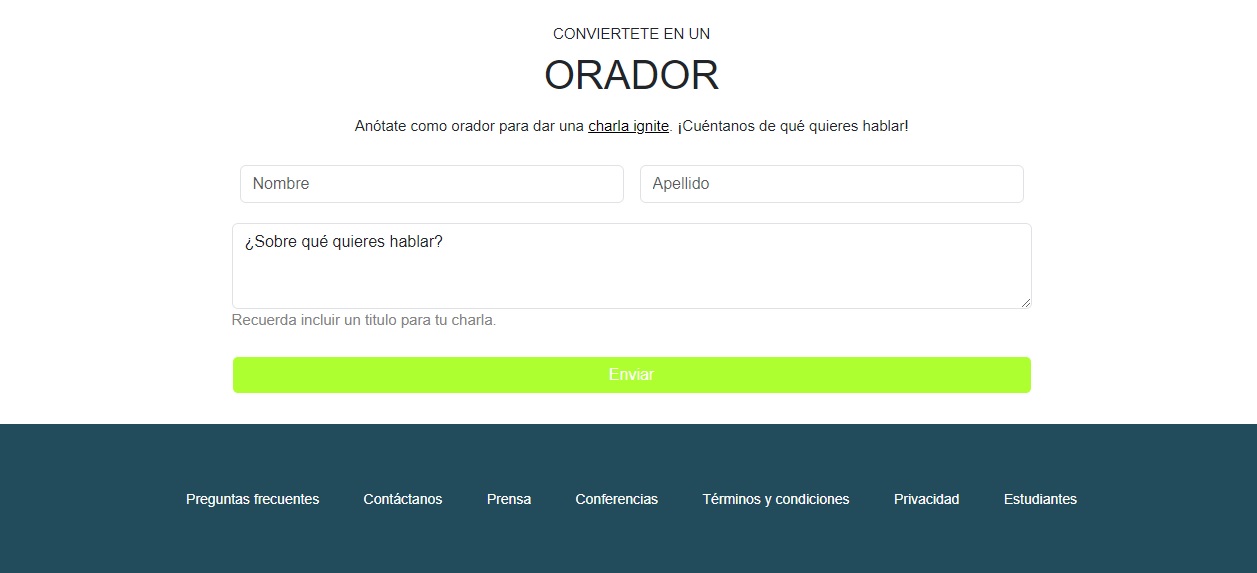 CONVIERTETE EN UN
ORADOR
Anótate como orador para dar una charla ignite. ¡Cuéntanos de qué quieres hablar!
Nombre Apellido
¿Sobre qué quieres hablar?
Recuerda incluir un titulo para tu charla.
Enviar
Preguntas frecuentes Contáctanos Prensa Conferencias Términos y condiciones Privacidad Estudiantes